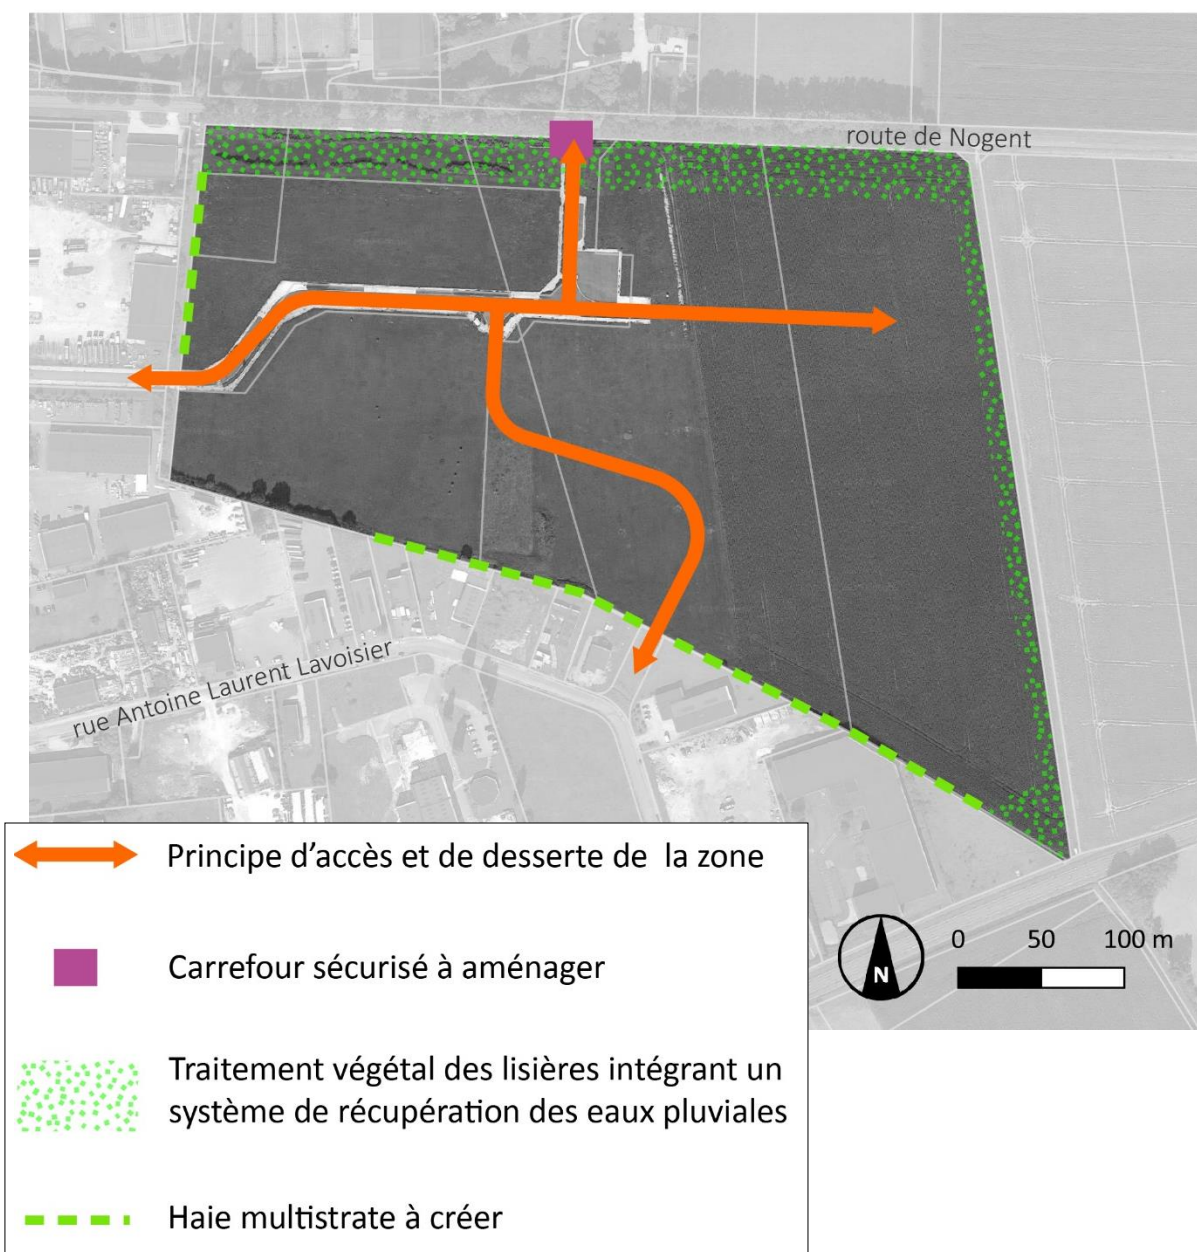 route de Nogent
rue Antoine Laurent Lavoisier
Principe d'accès et de desserte de la zone
Carrefour sécurisé à aménager
Traitement végétal des lisières intégrant un
système de récupération des eaux pluviales
Haie multistrate à créer
N
0 50 100 m